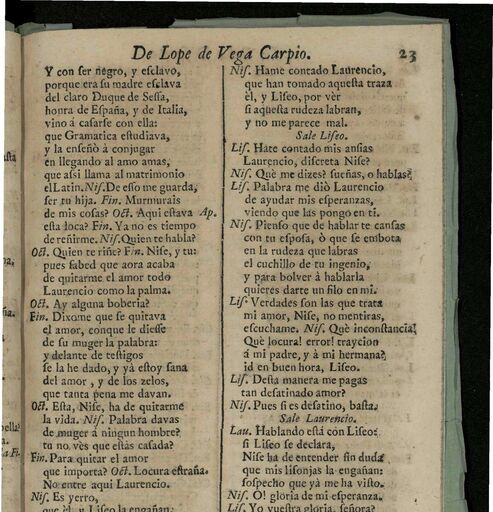 De Lope de Vega Carpio. 23
Y con ser negro, y esclavo,
porque era su madre esclava
del claro Duque de Sessa,
honra de España, y de Italia,
vino á casarse con ella:
que Gramatica estudiava,
y la enseñò à conjugar
en llegando al amo amas,
que assi llama al matrimonio
el Latin. Nis. De esso me guarda,
ser tu hija. Fin. Murmurais
de mis cosas? Oct. Aqui estava Ap.
esta loca? Fin. Ya no es tiempo
de reñirme. Nis. Quien te habla?
Oct. Quien te riñe? Fin. Nise, y tu:
pues sabed que aora acaba
de quitarme el amor todo
Laurencio como la palma.
Oct. Ay alguna boberia?
Fin. Dixome que se quitava
el amor, conque le diesse
de su muger la palabra:
y delante de testigos
se la he dado, y yà estoy sana
del amor, y de los zelos,
que tanta pena me davan.
Oct. Esta, Nise, ha de quitarme
la vida. Nis. Palabra davas
de muger à ningun hombre?
tu no vès que estàs casada?
Fin. Para quitar el amor
que importa? Oct. Locura estraña.
No entre aqui Laurencio.
Nis. Es yerro,
que èl, y Liseo la engañan:
Nis. Hame contado Laurencio,
que han tomado aquesta traza
èl, y Liseo, por vèr
si aquesta rudeza labran,
y no me parece mal.
Sale Liseo.
Lis. Hate contado mis ansias
Laurencio, discreta Nise?
Nis. Què me dizes? sueñas, o hablas?
Lis. Palabra me diò Laurencio
de ayudar mis esperanzas,
viendo que las pongo en ti.
Nis. Pienso que de hablar te cansas
con tu esposa, ò que se embota
en la rudeza que labras
el cuchillo de tu ingenio,
y para bolver à hablarla
quieres darte un filo en mi.
Lis. Verdades son las que trata
mi amor, Nise, no mentiras,
escuchame. Nis. Què inconstancia!
Què locura! error! traycion
á mi padre, y à mi hermana?
id en buen hora, Liseo.
Lis. Desta manera me pagas
tan desatinado amor?
Nis. Pues si es desatino, basta.
Sale Laurencio.
Lau. Hablando està con Liseo:
si Liseo se declara,
Nise ha de entender sin duda
que mis lisonjas la engañan:
sospecho que yà me ha visto.
Nis. O! gloria de mi esperanza.
Lis. Yo vuestra gloria, señora?